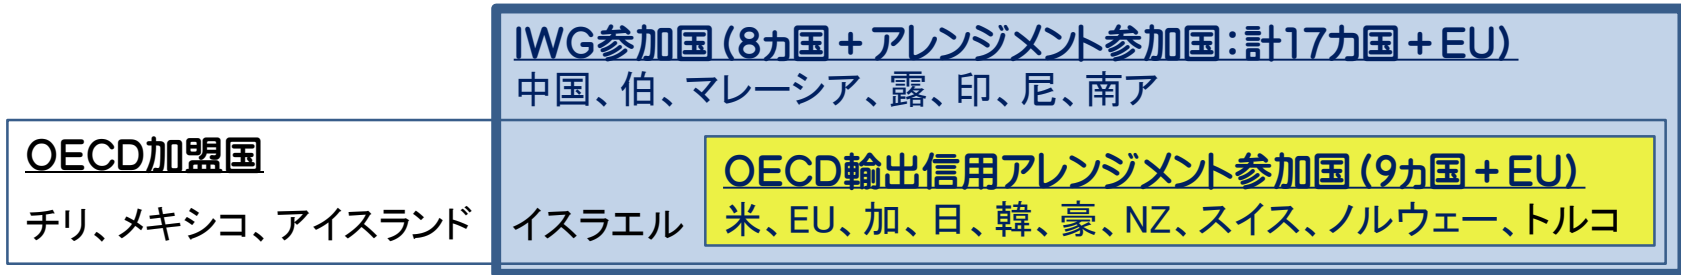 IWG参加国(8ヵ国+アレンジメント参加国:計17カ国+EU)
中国、伯、マレーシア、露、印、尼、南ア
OECD加盟国
チリ、メキシコ、アイスランド
イスラエル
OECD輸出信用アレンジメント参加国(9ヵ国+EU)
米、EU、加、日、韓、豪、NZ、スイス、ノルウェー、トルコ